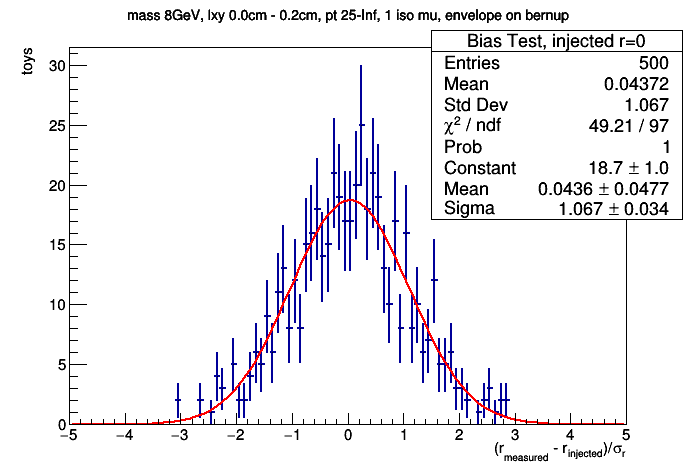 mass 8GeV, lxy 0.0cm - 0.2cm, pt 25-Inf, 1 iso mu, envelope on bernup
toys
Bias Test, injected r=0
Entries 500
Mean 0.04372
Std Dev 1.067
χ² / ndf 49.21 / 97
Prob 1
Constant 18.7 ± 1.0
Mean 0.0436 ± 0.0477
Sigma 1.067 ± 0.034
30
25
20
15
10
5
0
−5 −4 −3 −2 −1 0 1 2 3 4 5
(r_measured - r_injected)/σ_r